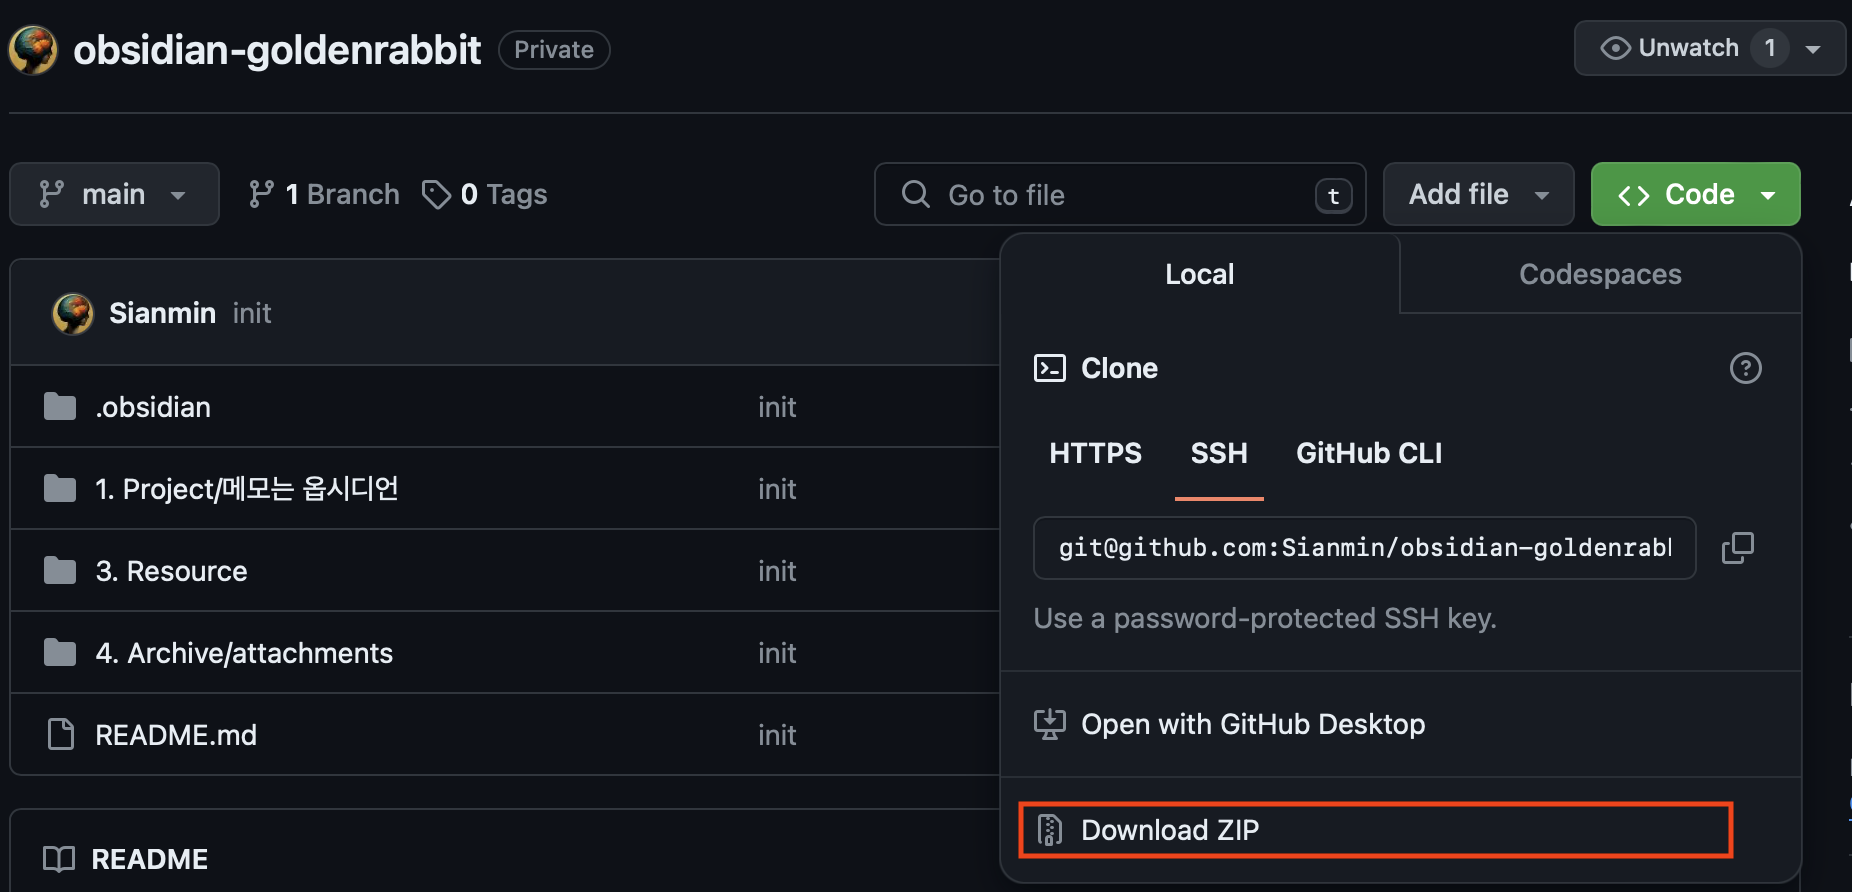 obsidian-goldenrabbit Private
Unwatch 1
main 1 Branch 0 Tags
Go to file t
Add file
Code
Local Codespaces
Sianmin init
Clone
.obsidian init
HTTPS SSH GitHub CLI
1. Project/메모는 옵시디언 init
git@github.com:Sianmin/obsidian-goldenrabb
3. Resource init
Use a password-protected SSH key.
4. Archive/attachments init
Open with GitHub Desktop
README.md init
Download ZIP
README